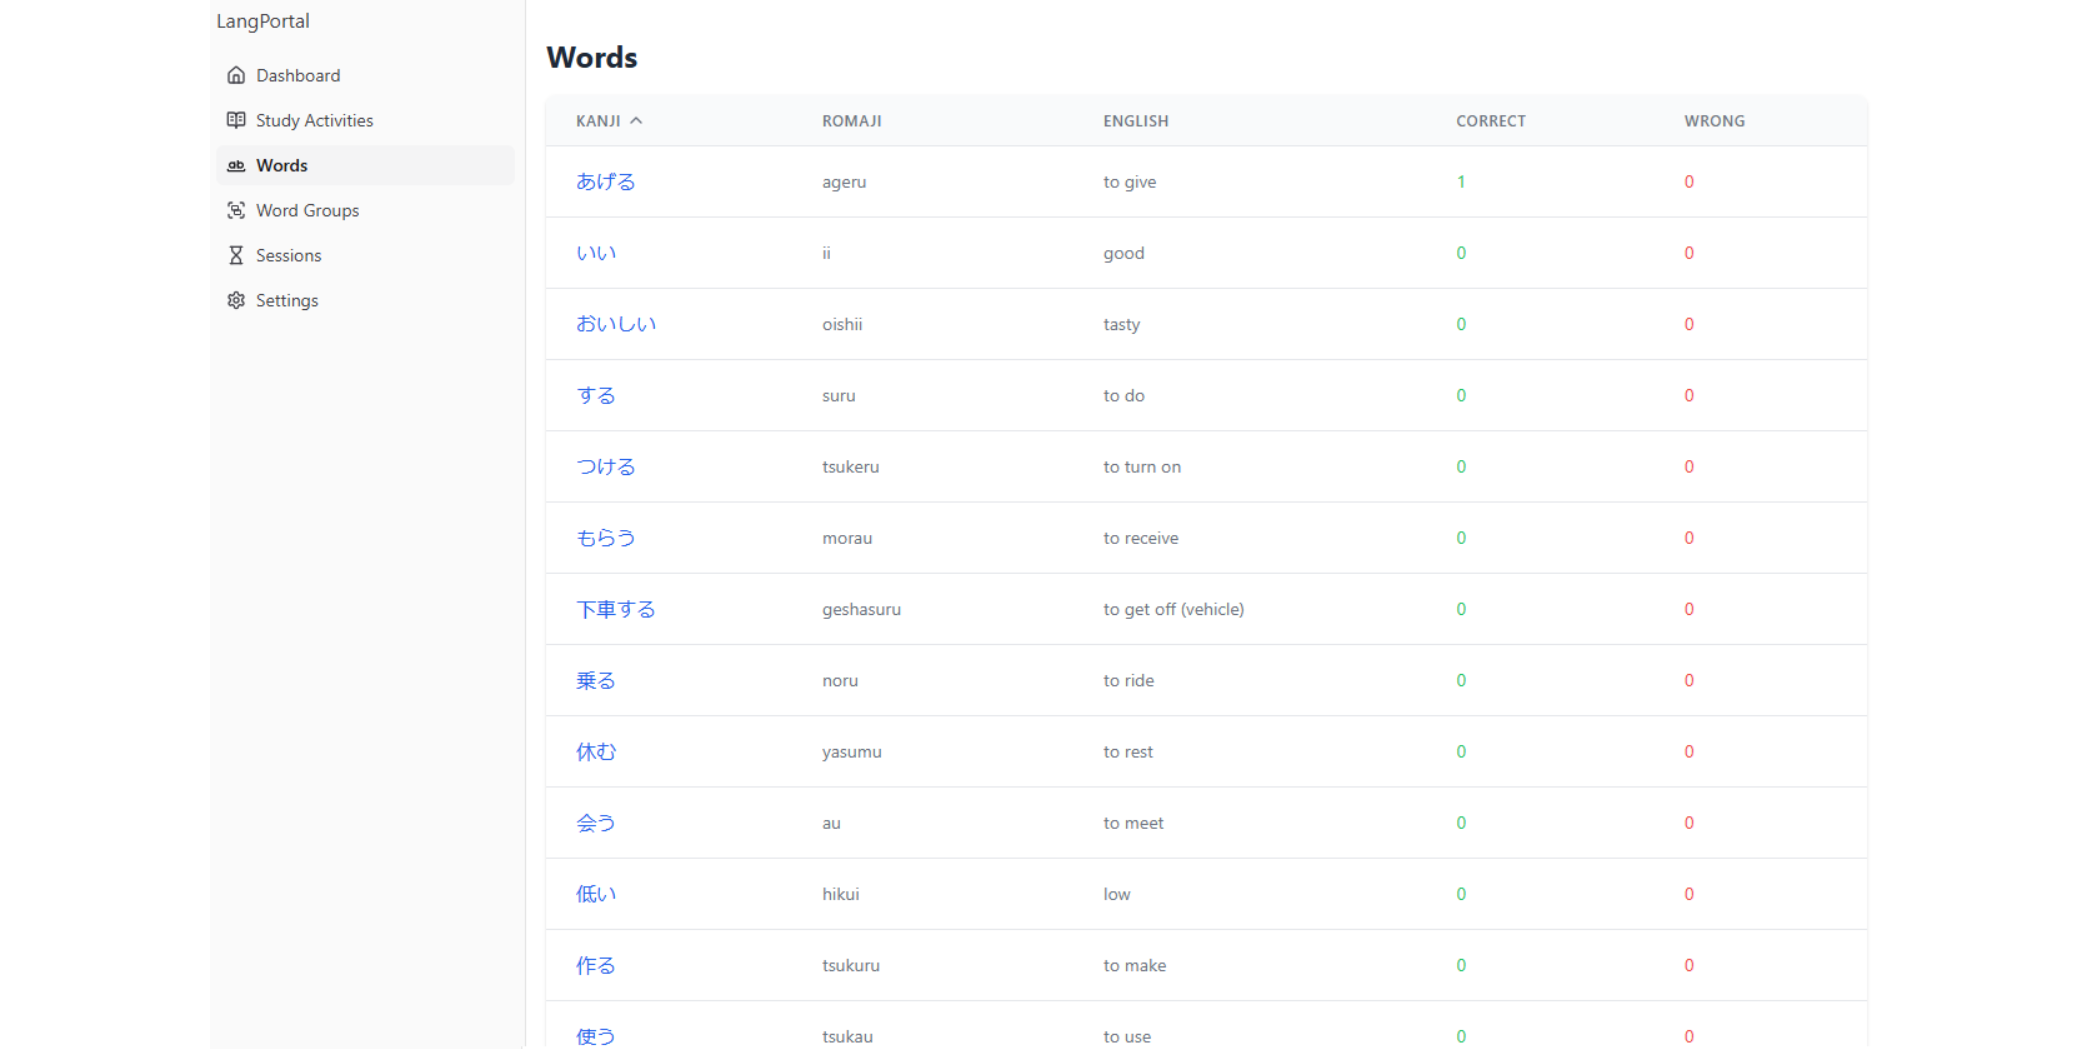 LangPortal
Dashboard
Study Activities
Words
Word Groups
Sessions
Settings
Words
KANJI ROMAJI ENGLISH CORRECT WRONG
あげる ageru to give 1 0
いい ii good 0 0
おいしい oishii tasty 0 0
する suru to do 0 0
つける tsukeru to turn on 0 0
もらう morau to receive 0 0
下車する geshasuru to get off (vehicle) 0 0
乗る noru to ride 0 0
休む yasumu to rest 0 0
会う au to meet 0 0
低い hikui low 0 0
作る tsukuru to make 0 0
使う tsukau to use 0 0